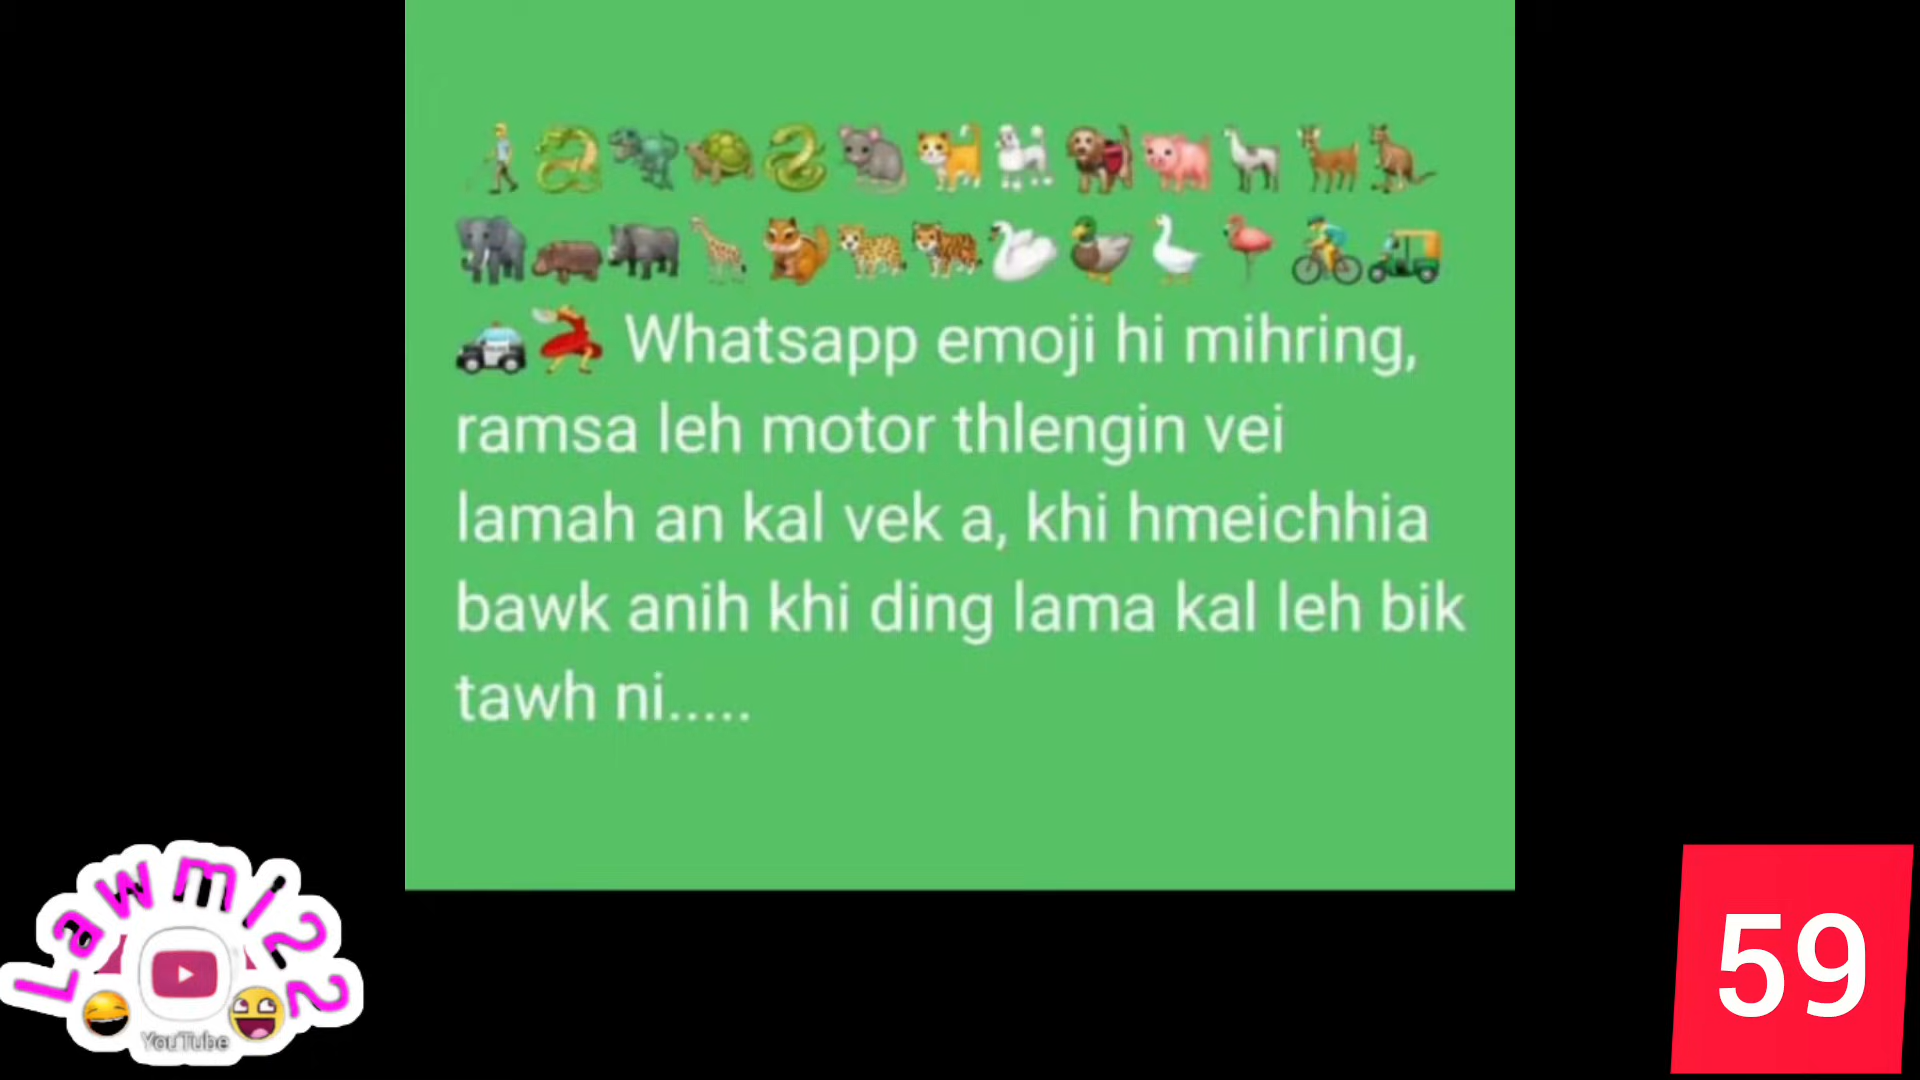 Whatsapp emoji hi mihring,
ramsa leh motor thlengin vei
lamah an kal vek a, khi hmeichhia
bawk anih khi ding lama kal leh bik
tawh ni.....
Lawmi22
YouTube
59